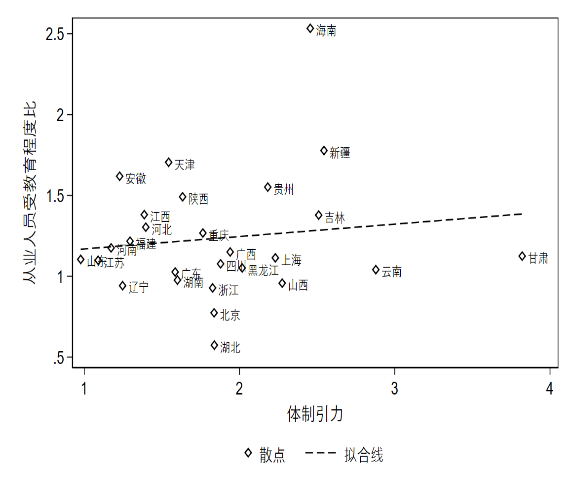 从业人员受教育程度比
2.5
2
1.5
1
.5
海南
新疆
天津
安徽
贵州
陕西
江西
吉林
河北
重庆
福建
河南
广西
山东
江苏
上海
甘肃
四川
黑龙江
云南
广东
湖南
辽宁
浙江
山西
北京
湖北
1
2
3
4
体制引力
散点
拟合线